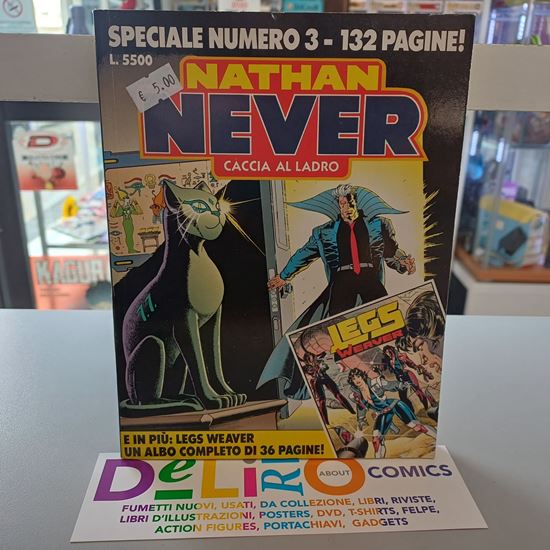 SPECIALE NUMERO 3 - 132 PAGINE!
L. 5500
€ 5.00
NATHAN
NEVER
CACCIA AL LADRO
LEGS
WEAVER
E IN PIÙ: LEGS WEAVER
UN ALBO COMPLETO DI 36 PAGINE!
DeLiRiO ABOUT COMICS
FUMETTI NUOVI, USATI, DA COLLEZIONE, LIBRI, RIVISTE,
LIBRI D'ILLUSTRAZIONI, POSTERS, DVD, T-SHIRTS, FELPE,
ACTION FIGURES, PORTACHIAVI, GADGETS